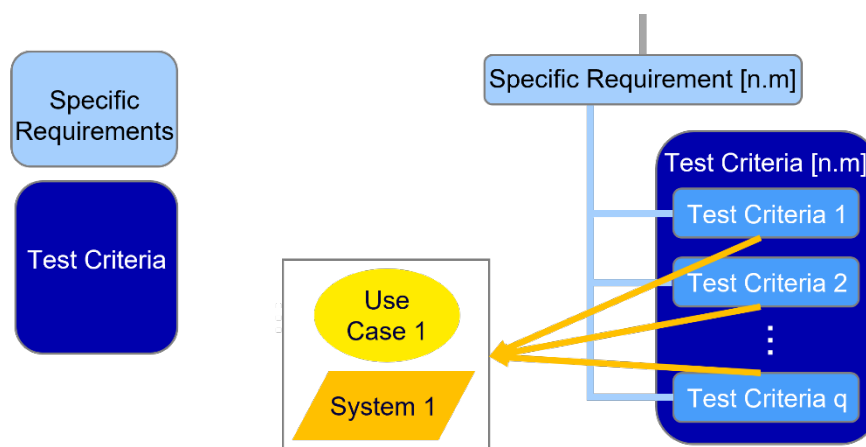 Specific
Requirements
Test Criteria
Specific Requirement [n.m]
Test Criteria [n.m]
Test Criteria 1
Test Criteria 2
⋮
Test Criteria q
Use
Case 1
System 1